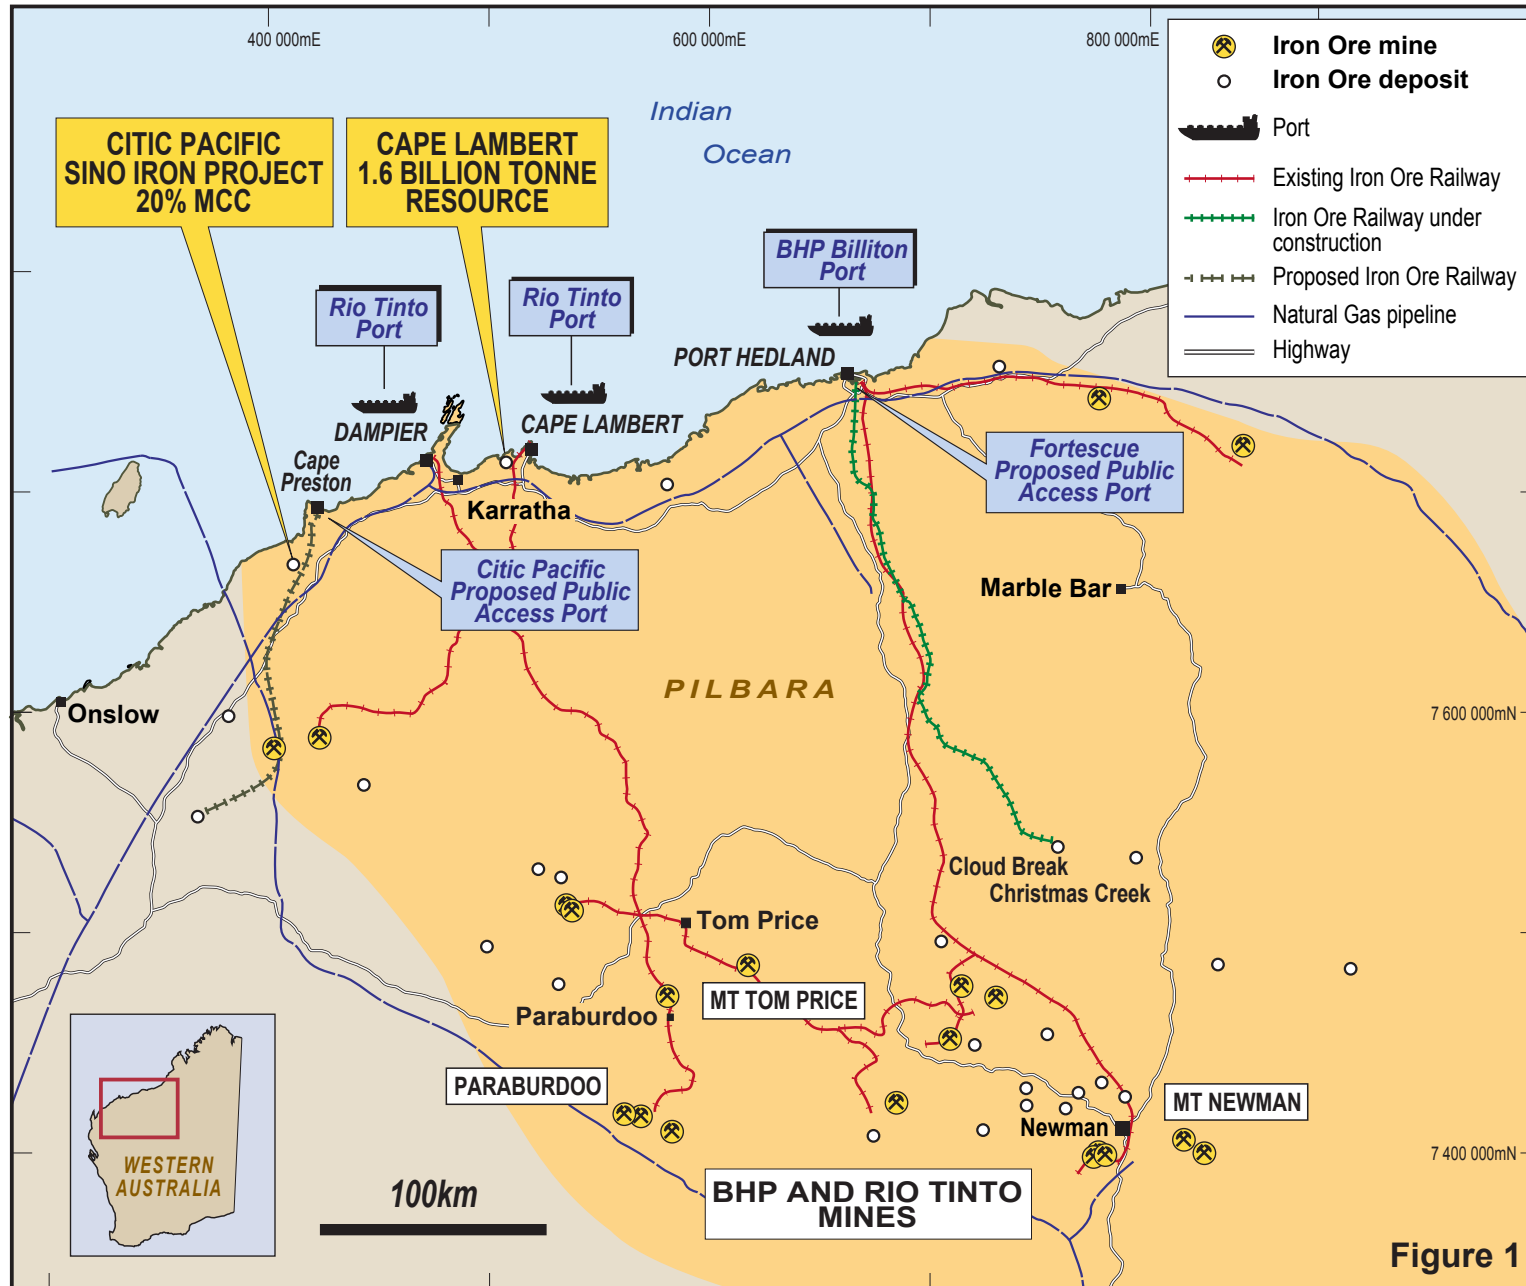 400 000mE
600 000mE
800 000mE
Iron Ore mine
Iron Ore deposit
Port
Existing Iron Ore Railway
Iron Ore Railway under
construction
Proposed Iron Ore Railway
Natural Gas pipeline
Highway
Indian
Ocean
CITIC PACIFIC
SINO IRON PROJECT
20% MCC
CAPE LAMBERT
1.6 BILLION TONNE
RESOURCE
BHP Billiton
Port
Rio Tinto
Port
Rio Tinto
Port
PORT HEDLAND
DAMPIER
CAPE LAMBERT
Cape
Preston
Karratha
Fortescue
Proposed Public
Access Port
Citic Pacific
Proposed Public
Access Port
Marble Bar
PILBARA
Onslow
7 600 000mN
Cloud Break
Christmas Creek
Tom Price
MT TOM PRICE
Paraburdoo
PARABURDOO
MT NEWMAN
Newman
7 400 000mN
WESTERN
AUSTRALIA
100km
BHP AND RIO TINTO
MINES
Figure 1